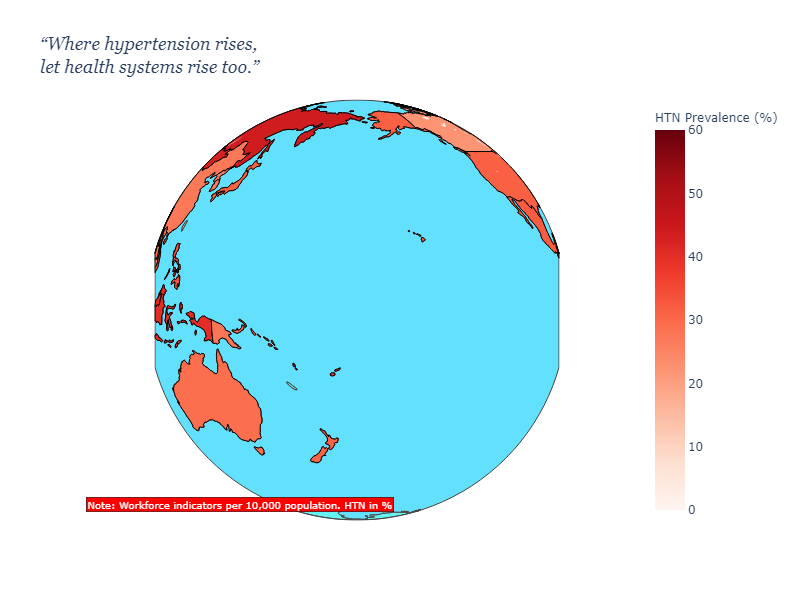 “Where hypertension rises,
let health systems rise too.”
HTN Prevalence (%)
60
50
40
30
20
10
0
Note: Workforce indicators per 10,000 population. HTN in %